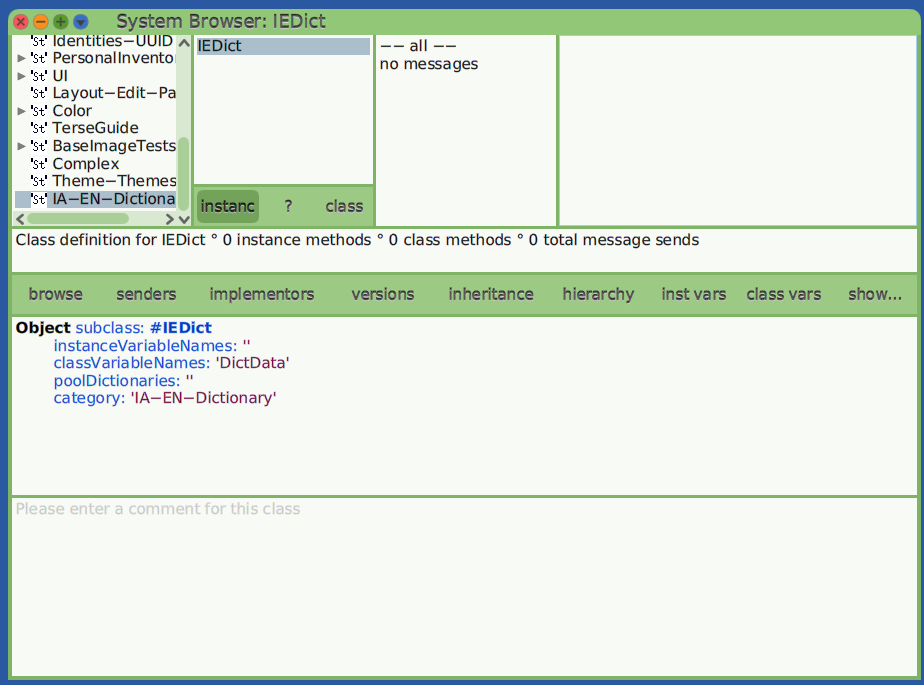 System Browser: IEDict
'St' Identities−UUID
'St' PersonalInvento
'St' UI
'St' Layout−Edit−Pa
'St' Color
'St' TerseGuide
'St' BaseImageTests
'St' Complex
'St' Theme−Themes
'St' IA−EN−Dictiona
IEDict
instanc ? class
−− all −−
no messages
Class definition for IEDict ° 0 instance methods ° 0 class methods ° 0 total message sends
browse senders implementors versions inheritance hierarchy inst vars class vars show...
Object subclass: #IEDict
instanceVariableNames: ''
classVariableNames: 'DictData'
poolDictionaries: ''
category: 'IA−EN−Dictionary'
Please enter a comment for this class